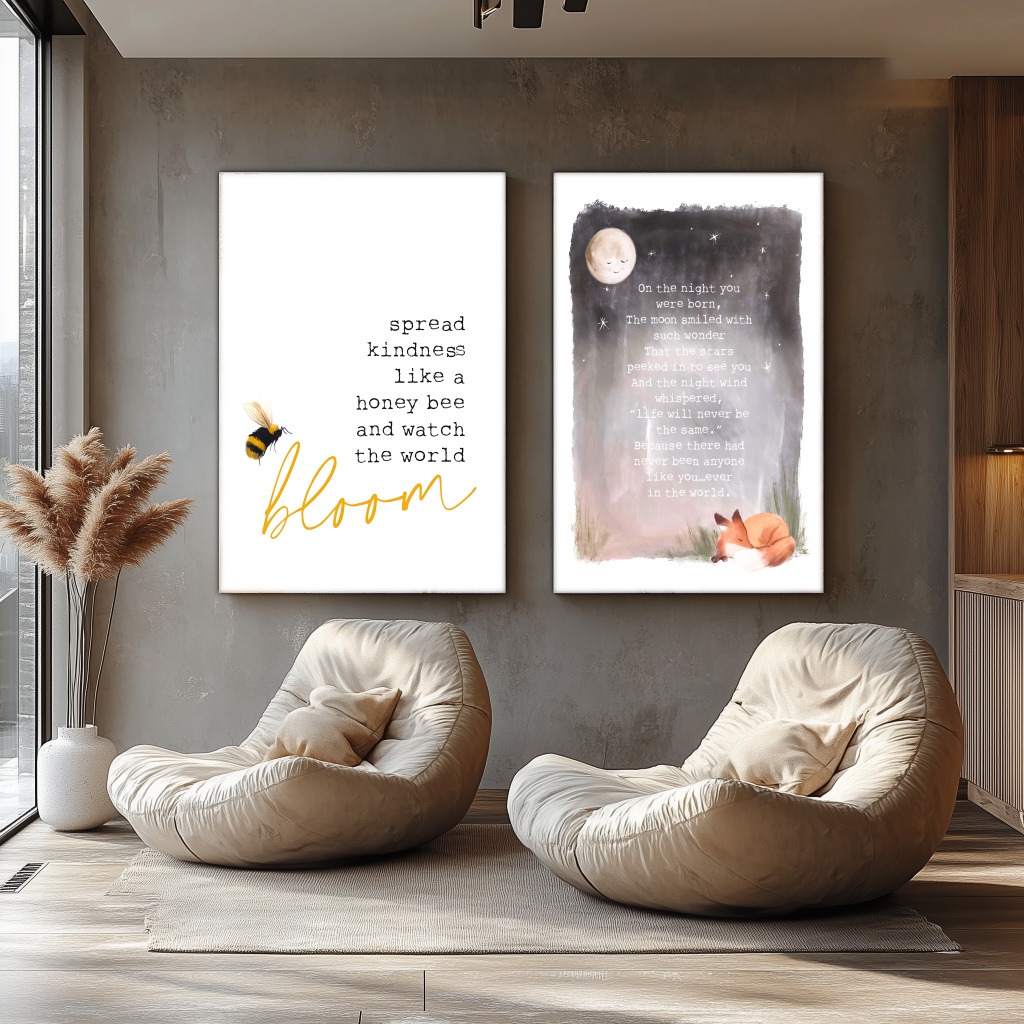 spread
kindness
like a
honey bee
and watch
the world
bloom
On the night you
were born,
The moon smiled with
such wonder
That the stars
peeked in to see you
And the night wind
whispered,
"life will never be
the same."
Because there had
never been anyone
like you…ever
in the world.